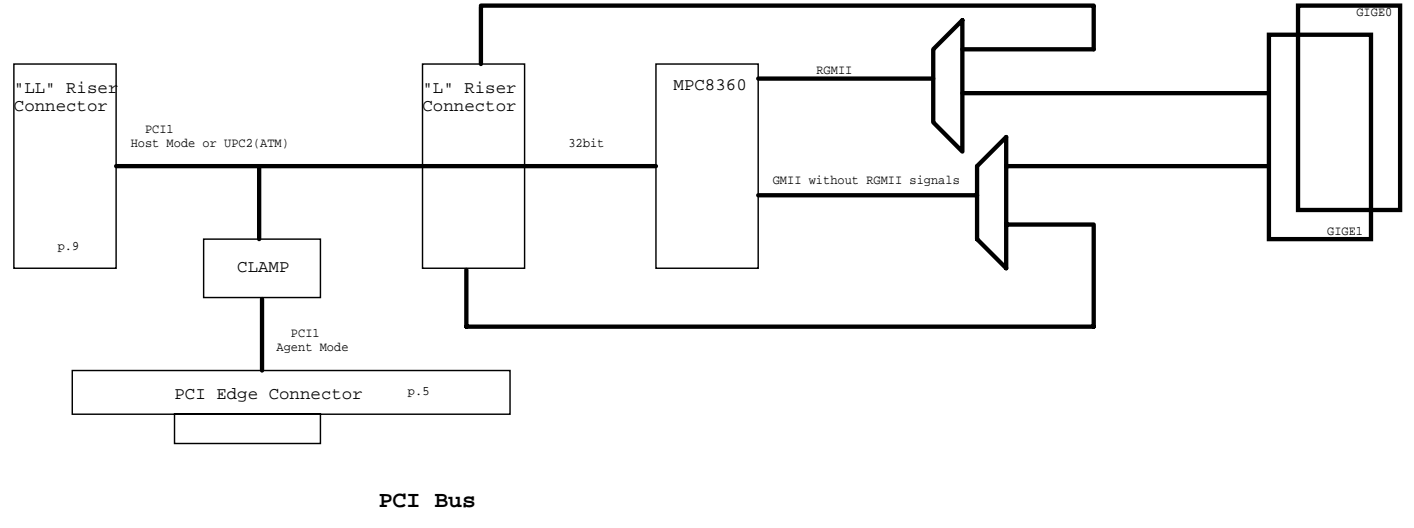 GIGE0
"LL" Riser
Connector
"L" Riser
Connector
MPC8360
RGMII
PCI1
Host Mode or UPC2(ATM)
32bit
GMII without RGMII signals
p.9
GIGE1
CLAMP
PCI1
Agent Mode
PCI Edge Connector p.5
PCI Bus